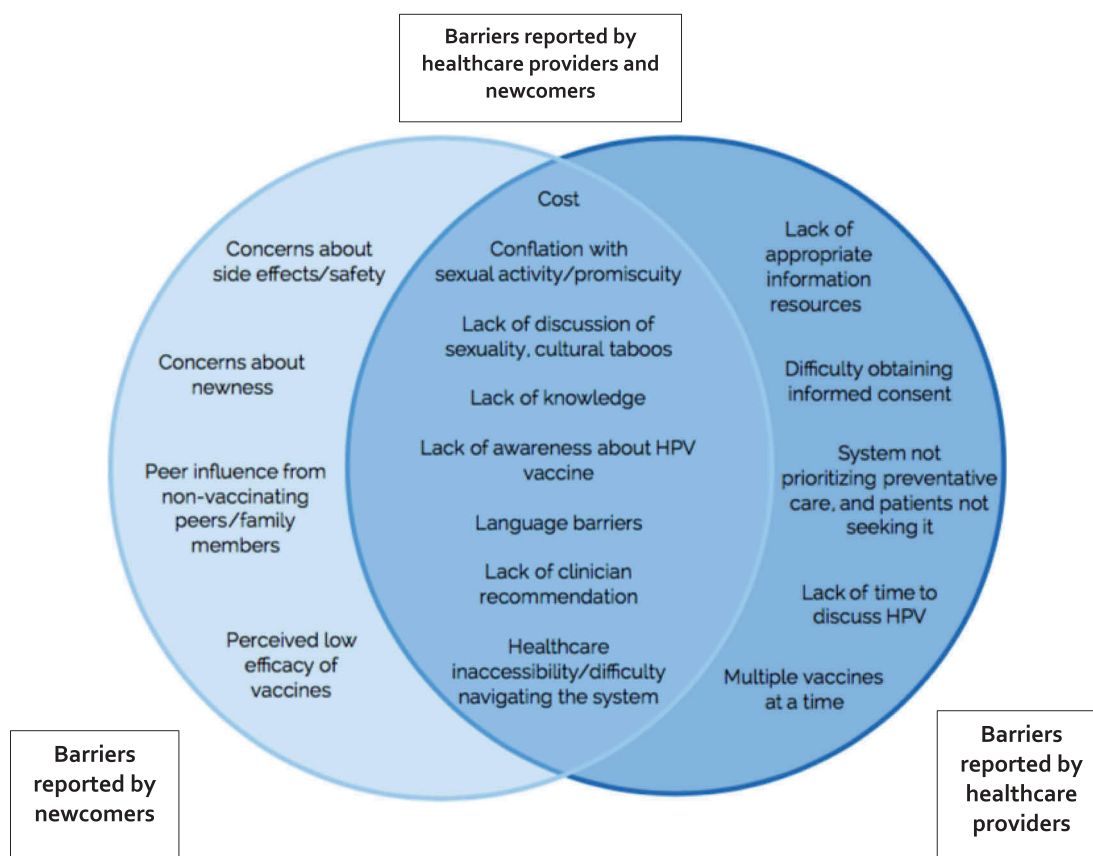 Barriers reported by
healthcare providers and
newcomers
Cost
Conflation with
sexual activity/promiscuity
Lack of discussion of
sexuality, cultural taboos
Lack of knowledge
Lack of awareness about HPV
vaccine
Language barriers
Lack of clinician
recommendation
Healthcare
inaccessibility/difficulty
navigating the system
Concerns about
side effects/safety
Concerns about
newness
Peer influence from
non-vaccinating
peers/family
members
Perceived low
efficacy of
vaccines
Lack of
appropriate
information
resources
Difficulty obtaining
informed consent
System not
prioritizing preventative
care, and patients not
seeking it
Lack of time to
discuss HPV
Multiple vaccines
at a time
Barriers
reported by
newcomers
Barriers
reported by
healthcare
providers